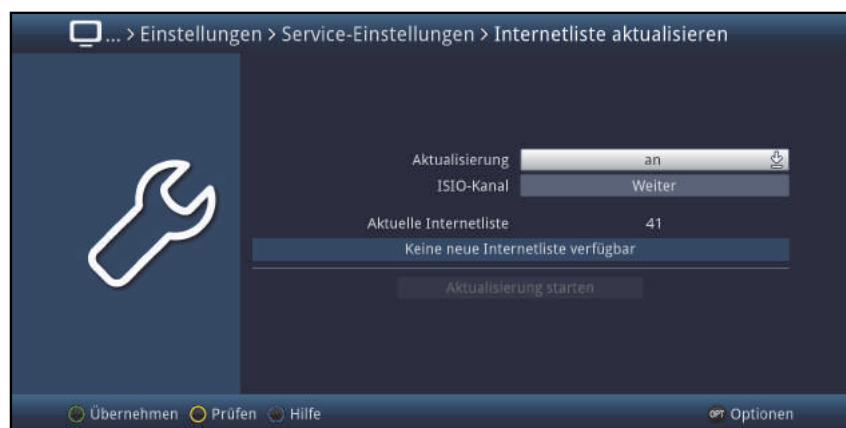 ... > Einstellungen > Service-Einstellungen > Internetliste aktualisieren
Aktualisierung an
ISIO-Kanal Weiter
Aktuelle Internetliste 41
Keine neue Internetliste verfügbar
Aktualisierung starten
Übernehmen Prüfen Hilfe OPT Optionen